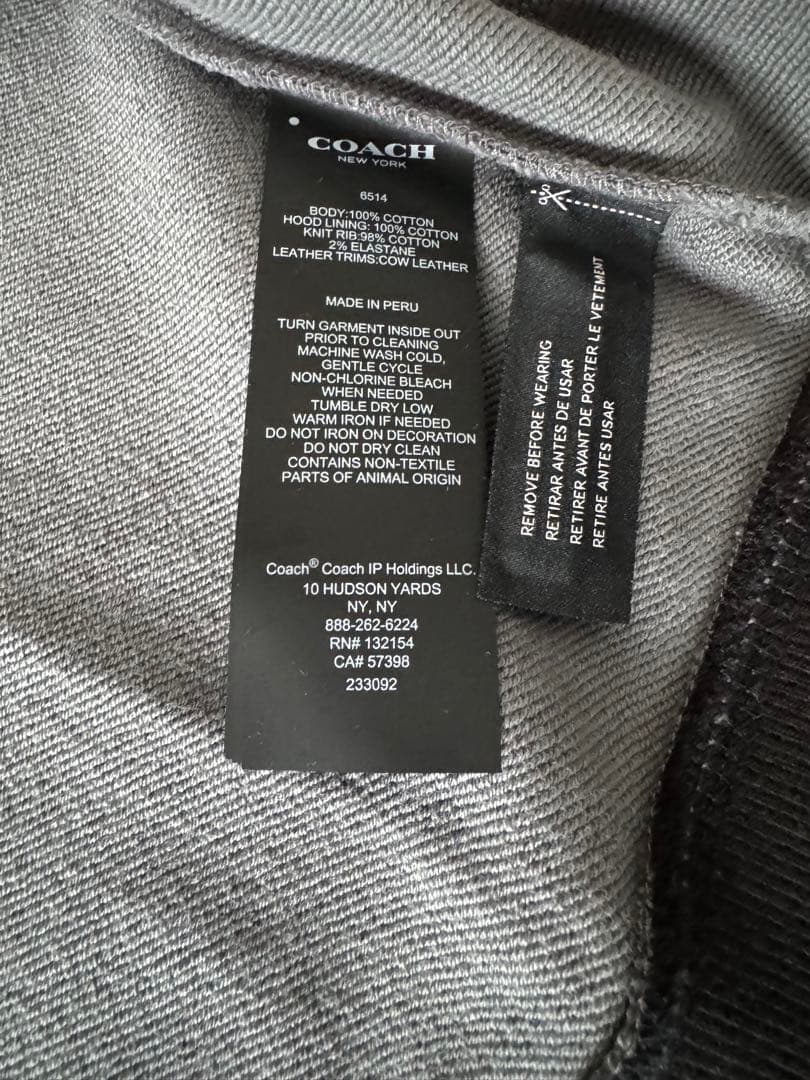 COACH
NEW YORK
6514
BODY:100% COTTON
HOOD LINING: 100% COTTON
KNIT RIB:98% COTTON
2% ELASTANE
LEATHER TRIMS:COW LEATHER
MADE IN PERU
TURN GARMENT INSIDE OUT
PRIOR TO CLEANING
MACHINE WASH COLD,
GENTLE CYCLE
NON-CHLORINE BLEACH
WHEN NEEDED
TUMBLE DRY LOW
WARM IRON IF NEEDED
DO NOT IRON ON DECORATION
DO NOT DRY CLEAN
CONTAINS NON-TEXTILE
PARTS OF ANIMAL ORIGIN
Coach® Coach IP Holdings LLC.
10 HUDSON YARDS
NY, NY
888-262-6224
RN# 132154
CA# 57398
233092
REMOVE BEFORE WEARING
RETIRAR ANTES DE USAR
RETIRER AVANT DE PORTER LE VETEMENT
RETIRE ANTES USAR